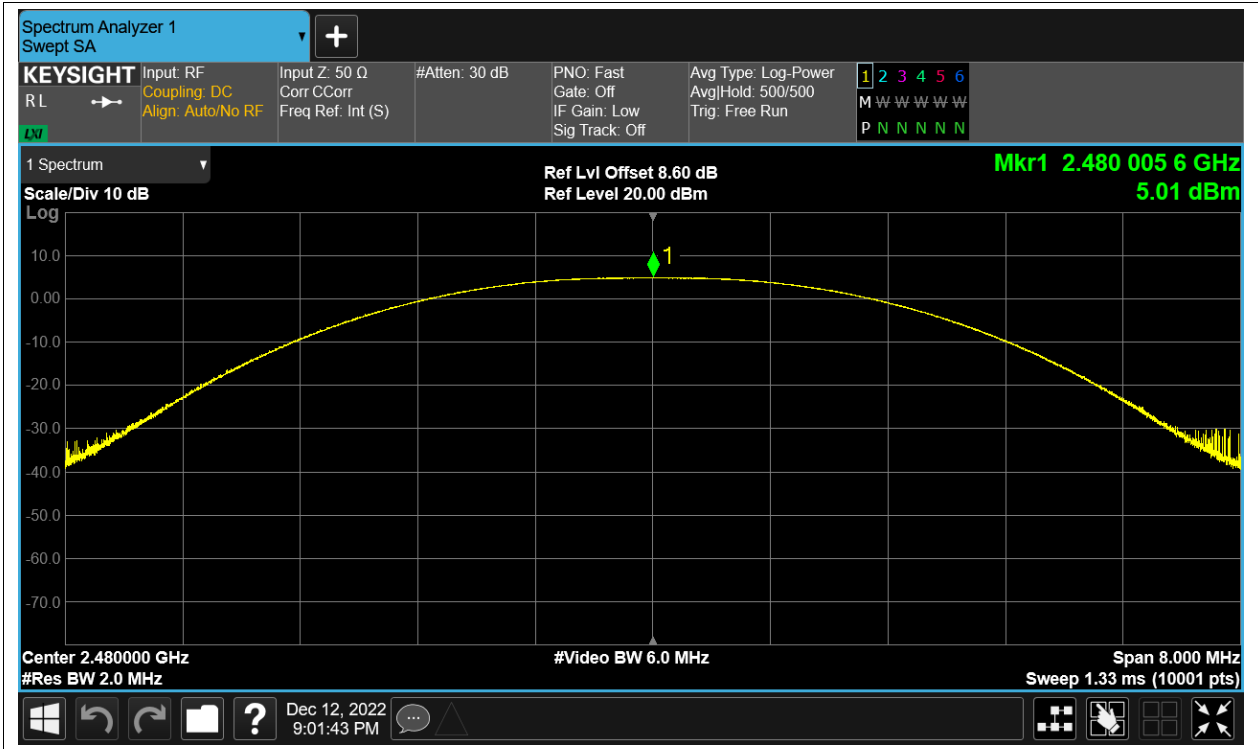 Spectrum Analyzer 1
Swept SA
KEYSIGHT
R L
LXI
Input: RF
Coupling: DC
Align: Auto/No RF
Input Z: 50 Ω
Corr CCorr
Freq Ref: Int (S)
#Atten: 30 dB
PNO: Fast
Gate: Off
IF Gain: Low
Sig Track: Off
Avg Type: Log-Power
Avg|Hold: 500/500
Trig: Free Run
1 2 3 4 5 6
M W W W W W
P N N N N N
1 Spectrum
Scale/Div 10 dB
Log
Ref Lvl Offset 8.60 dB
Ref Level 20.00 dBm
Mkr1 2.480 005 6 GHz
5.01 dBm
1
10.0
0.00
-10.0
-20.0
-30.0
-40.0
-50.0
-60.0
-70.0
Center 2.480000 GHz
#Res BW 2.0 MHz
#Video BW 6.0 MHz
Span 8.000 MHz
Sweep 1.33 ms (10001 pts)
?
Dec 12, 2022
9:01:43 PM